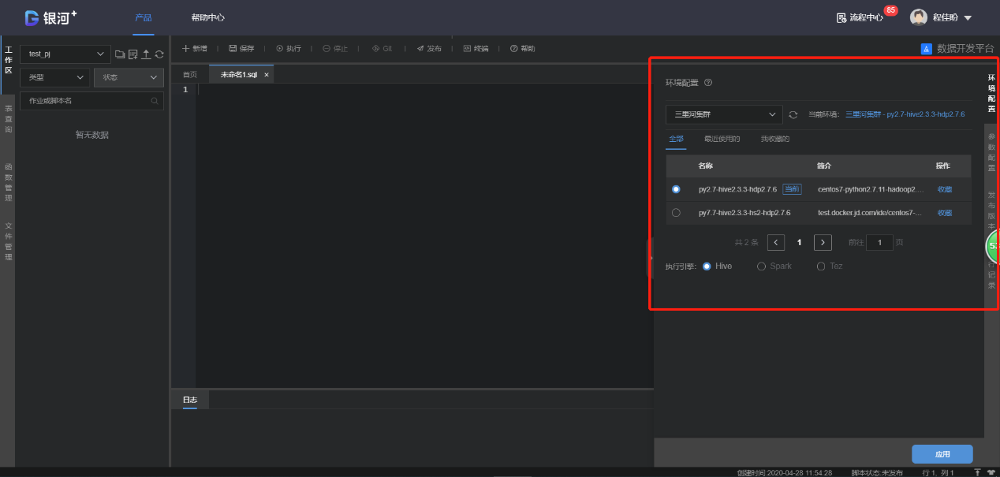 银河+
产品
帮助中心
流程中心
85
程佳盼
工作区
表查询
函数管理
文件管理
test_pj
类型
状态
作业或脚本名
暂无数据
新增
保存
执行
停止
Git
发布
终端
帮助
数据开发平台
首页
未命名1.sql ×
1
日志
环境配置
三里河集群
当前环境: 三里河集群 - py2.7-hive2.3.3-hdp2.7.6
全部
最近使用的
我收藏的
名称 简介 操作
py2.7-hive2.3.3-hdp2.7.6 当前 centos7-python2.7.11-hadoop2.... 收藏
py7.7-hive2.3.3-hs2-hdp2.7.6 test.docker.jd.com/ide/centos7-... 收藏
共 2 条 < 1 > 前往 1 页
执行引擎: Hive Spark Tez
应用
环境配置
参数配置
发布版本
行记录
创建时间:2020-04-28 11:54:28 脚本状态:未发布 行 1, 列 1